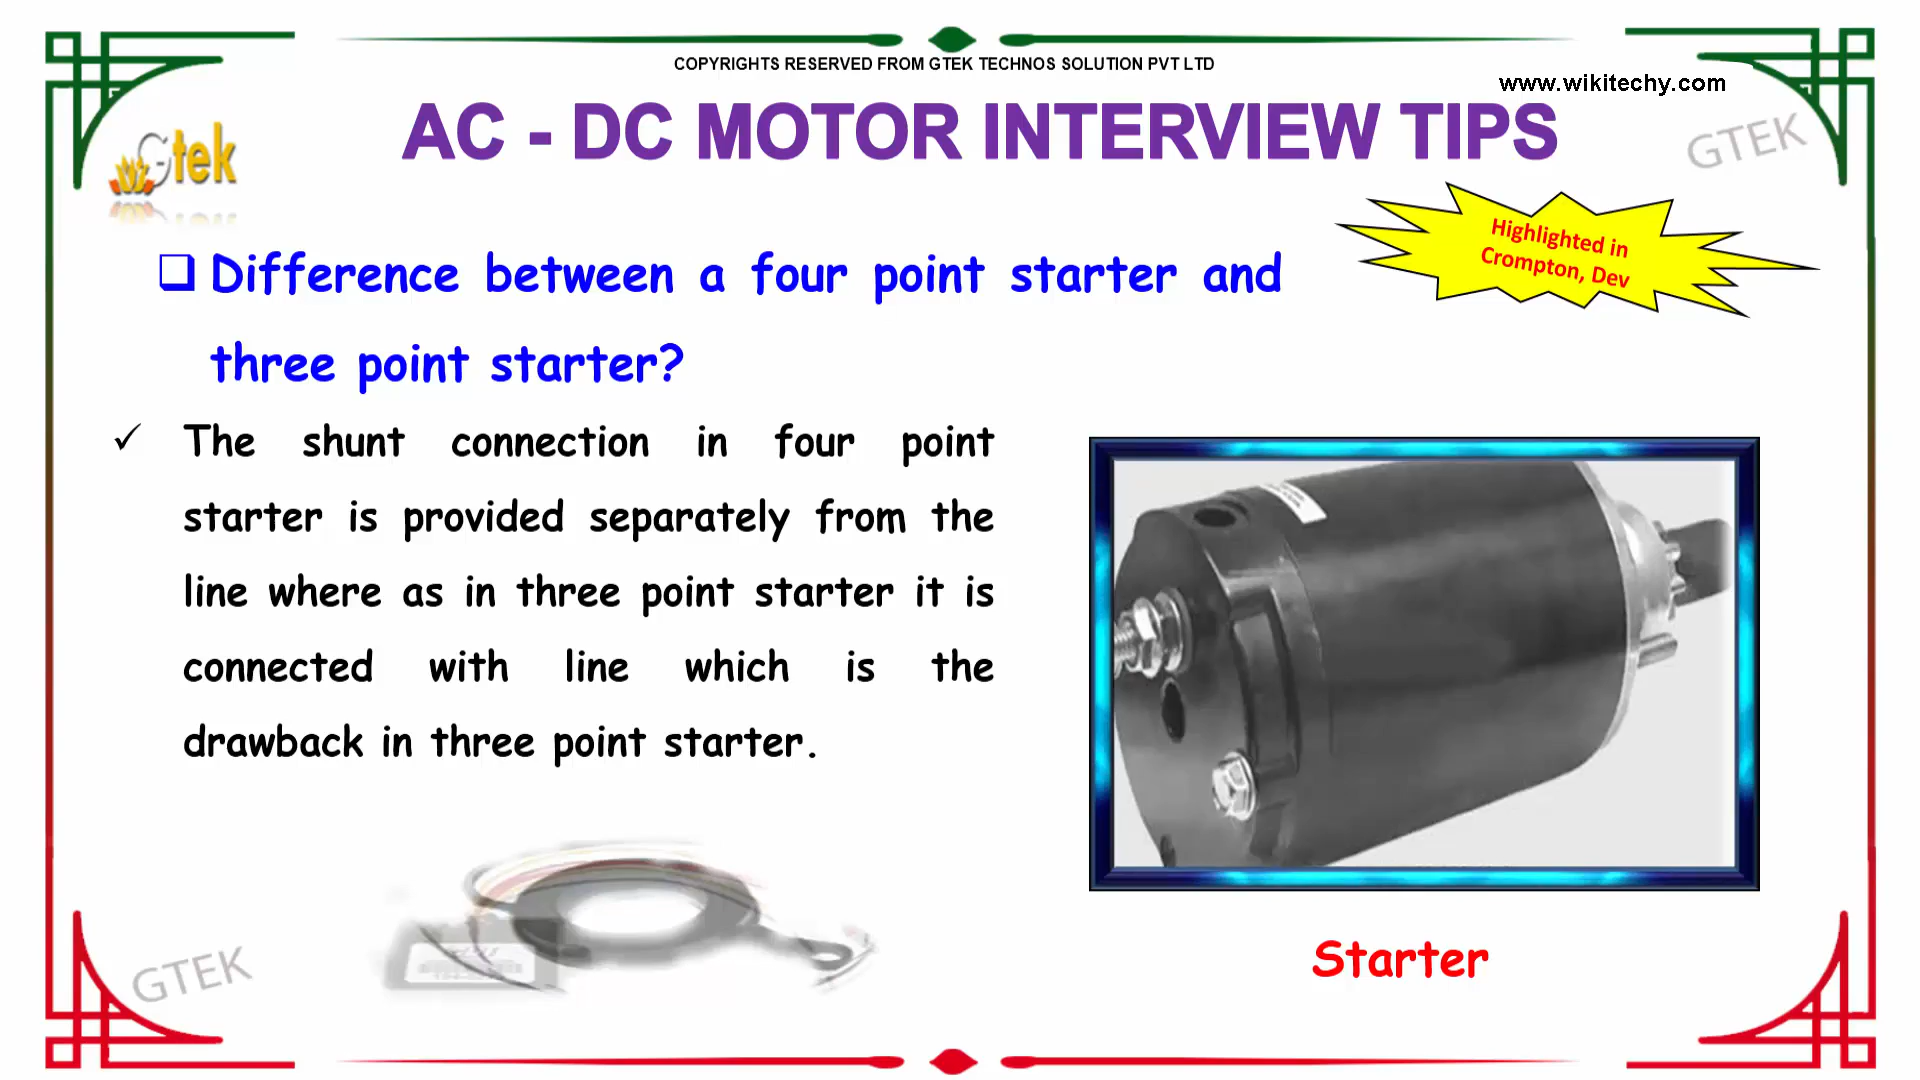 COPYRIGHTS RESERVED FROM GTEK TECHNOS SOLUTION PVT LTD
www.wikitechy.com
AC - DC MOTOR INTERVIEW TIPS
GTEK
Gtek
Highlighted in
Crompton, Dev
Difference between a four point starter and
three point starter?
The shunt connection in four point
starter is provided separately from the
line where as in three point starter it is
connected with line which is the
drawback in three point starter.
Starter
GTEK